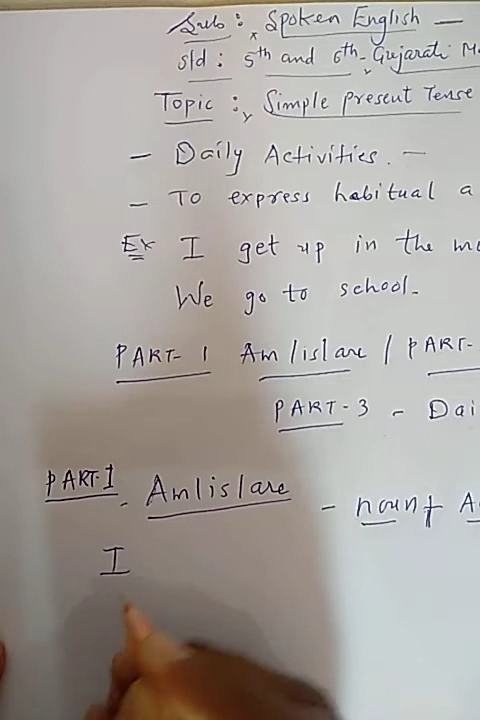 Sub: Spoken English —
std: 5th and 6th - Gujarati
Topic: Simple Present Tense
- Daily Activities. -
- To express habitual a
Ex I get up in the mo
We go to school.
PART-1 Am/is/are / PART-
PART-3 - Dai
PART-I - Am/is/are - noun + A
I